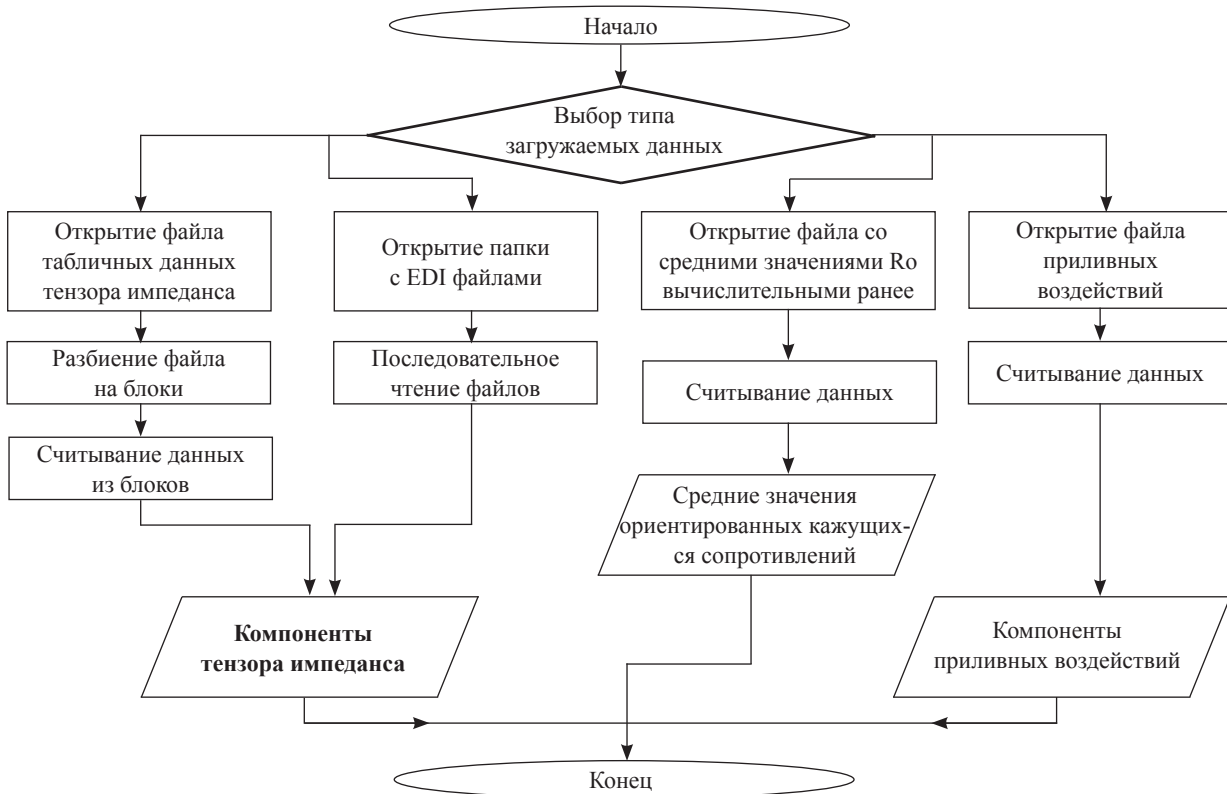 Начало
Выбор типа
загружаемых данных
Открытие файла
табличных данных
тензора импеданса
Открытие папки
с EDI файлами
Открытие файла со
средними значениями Ro
вычислительными ранее
Открытие файла
приливных
воздействий
Разбиение файла
на блоки
Последовательное
чтение файлов
Считывание данных
Считывание данных
Считывание данных
из блоков
Средние значения
ориентированных кажущих-
ся сопротивлений
Компоненты
тензора импеданса
Компоненты
приливных воздействий
Конец